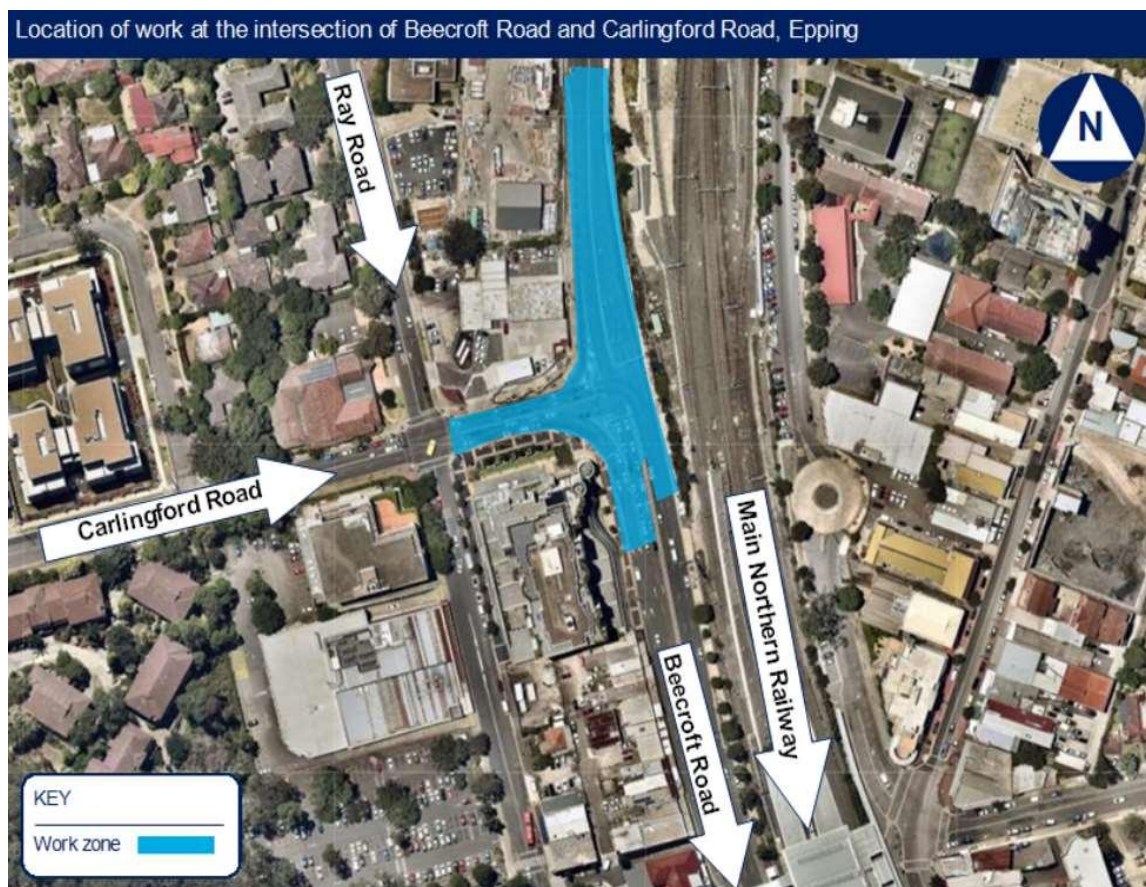 Location of work at the intersection of Beecroft Road and Carlingford Road, Epping
N
Ray Road
Carlingford Road
Main Northern Railway
Beecroft Road
KEY
Work zone